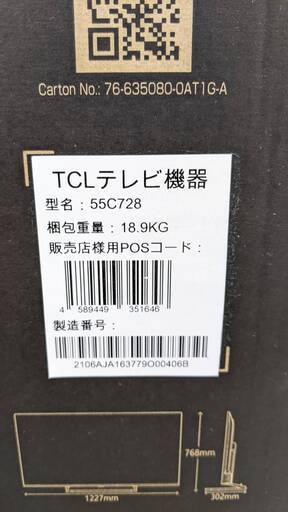 Carton No.: 76-635080-0AT1G-A
TCLテレビ機器
型名：55C728
梱包重量：18.9KG
販売店様用POSコード：
4 589449 351646
製造番号：
2106AJA163779O00406B
768mm
1227mm
302mm